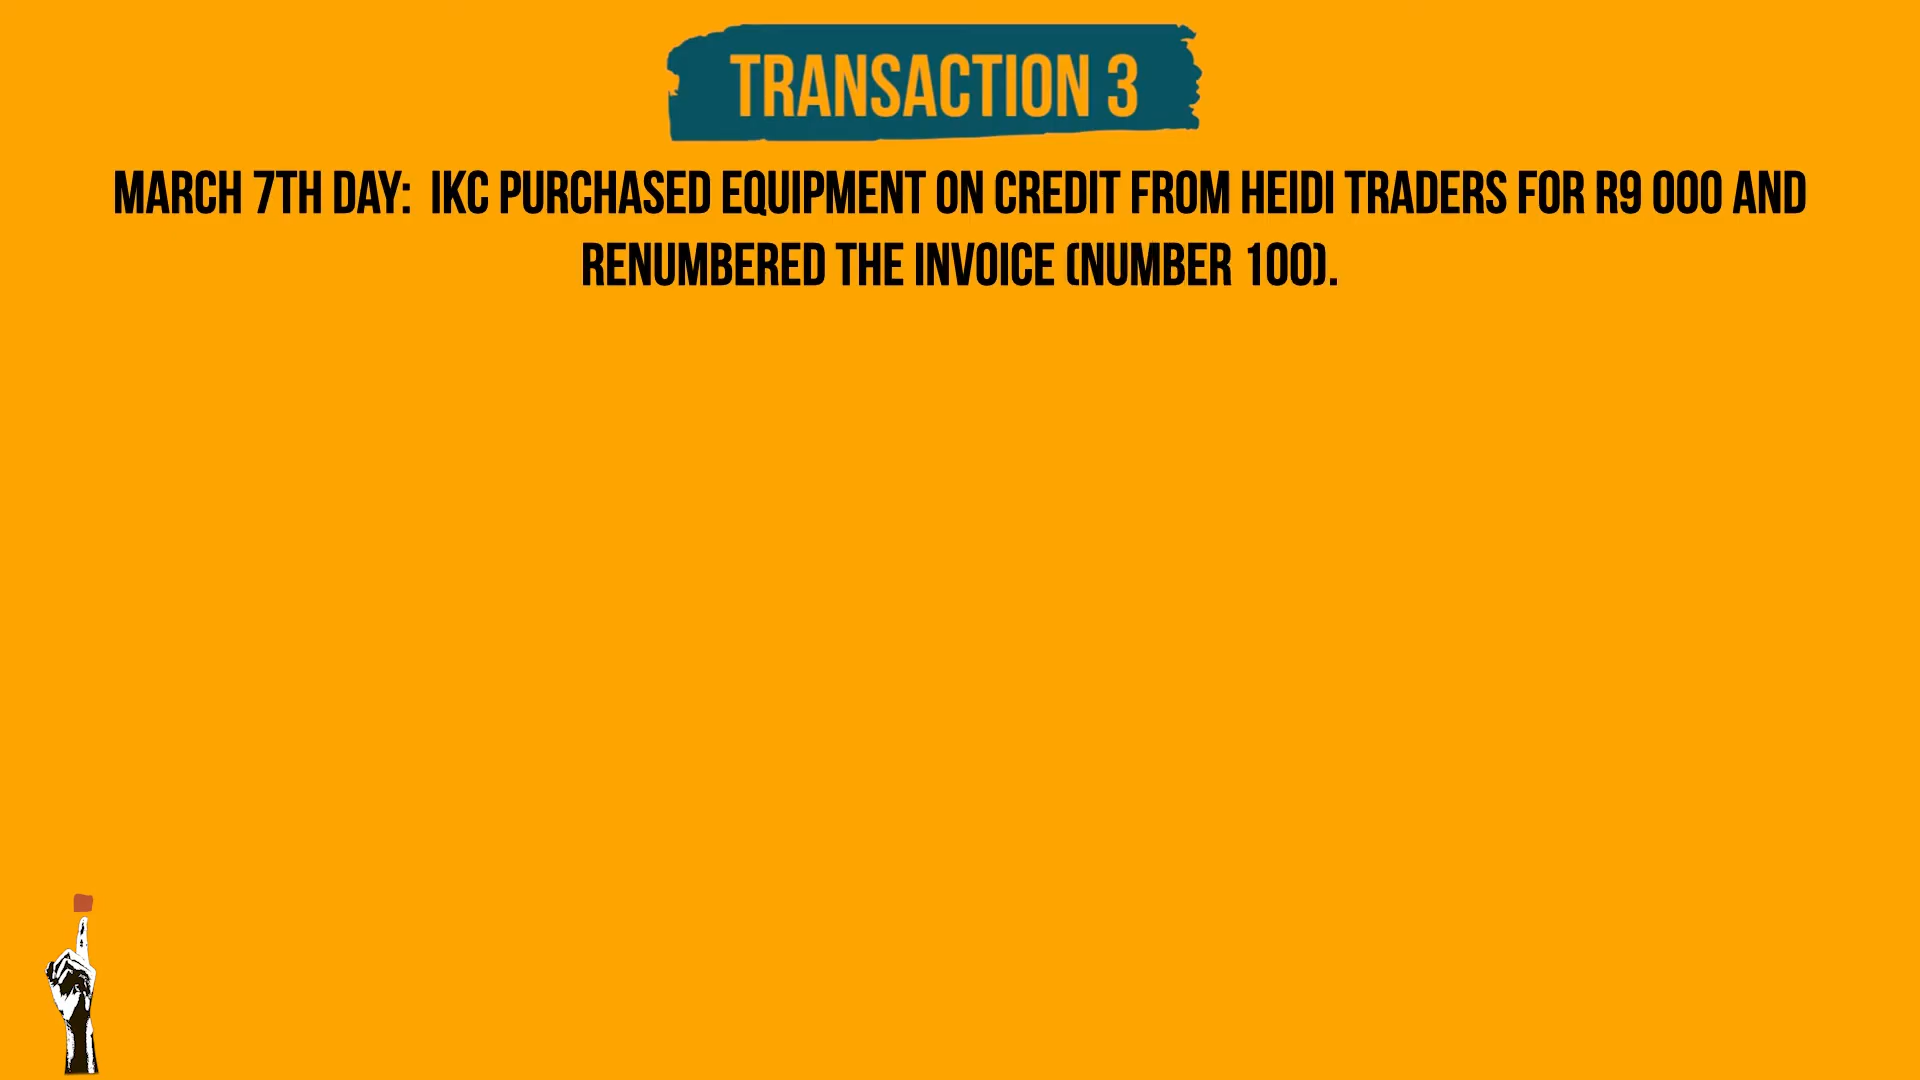 TRANSACTION 3
MARCH 7TH DAY: IKC PURCHASED EQUIPMENT ON CREDIT FROM HEIDI TRADERS FOR R9 000 AND
RENUMBERED THE INVOICE (NUMBER 100).